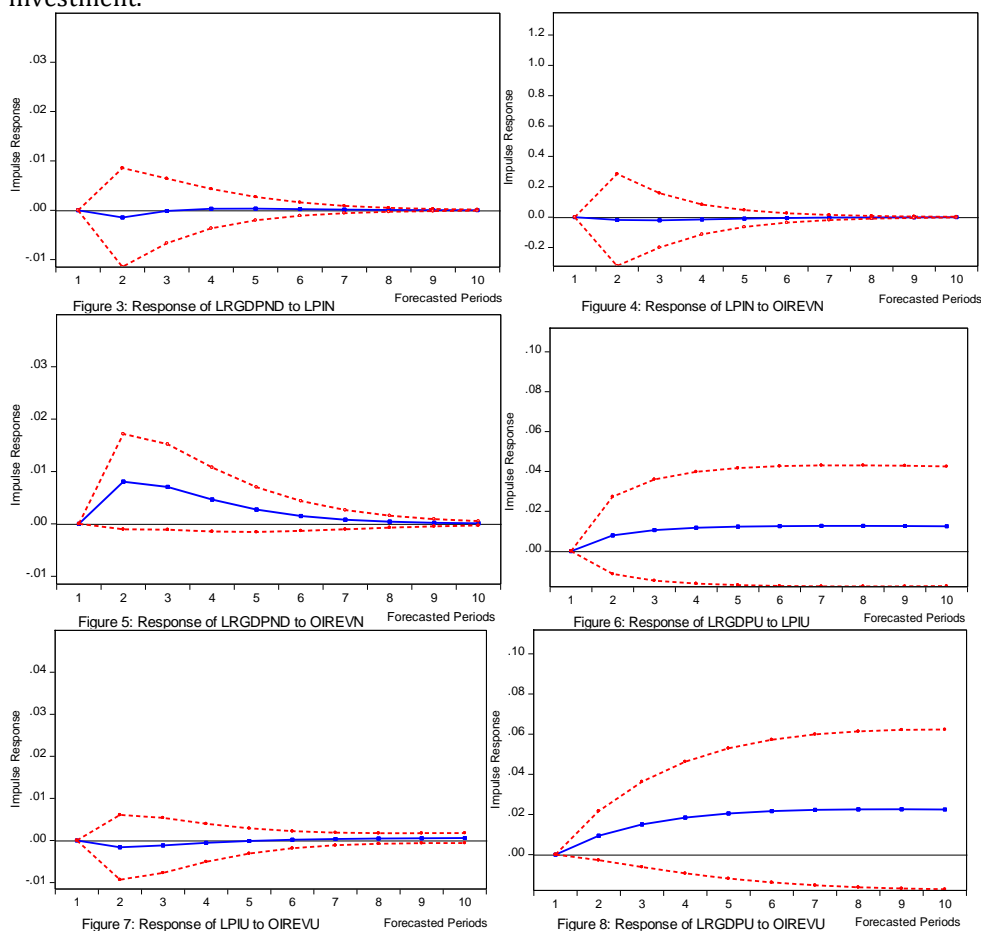 investment.
.03
.02
.01
.00
-.01
Impulse Response
1 2 3 4 5 6 7 8 9 10
Figure 3: Response of LRGDPND to LPIN
Forecasted Periods
1.2
1.0
0.8
0.6
0.4
0.2
0.0
-0.2
Impulse Response
1 2 3 4 5 6 7 8 9 10
Figuure 4: Response of LPIN to OIREVN
Forecasted Periods
.03
.02
.01
.00
-.01
Impulse Response
1 2 3 4 5 6 7 8 9 10
Figure 5: Response of LRGDPND to OIREVN
Forecasted Periods
.10
.08
.06
.04
.02
.00
Impulse Response
1 2 3 4 5 6 7 8 9 10
Figure 6: Response of LRGDPU to LPIU
Forecasted Periods
.04
.03
.02
.01
.00
-.01
Impulse Response
1 2 3 4 5 6 7 8 9 10
Figure 7: Response of LPIU to OIREVU
Forecasted Periods
.10
.08
.06
.04
.02
.00
Impulse Response
1 2 3 4 5 6 7 8 9 10
Figure 8: Response of LRGDPU to OIREVU
Forecasted Periods